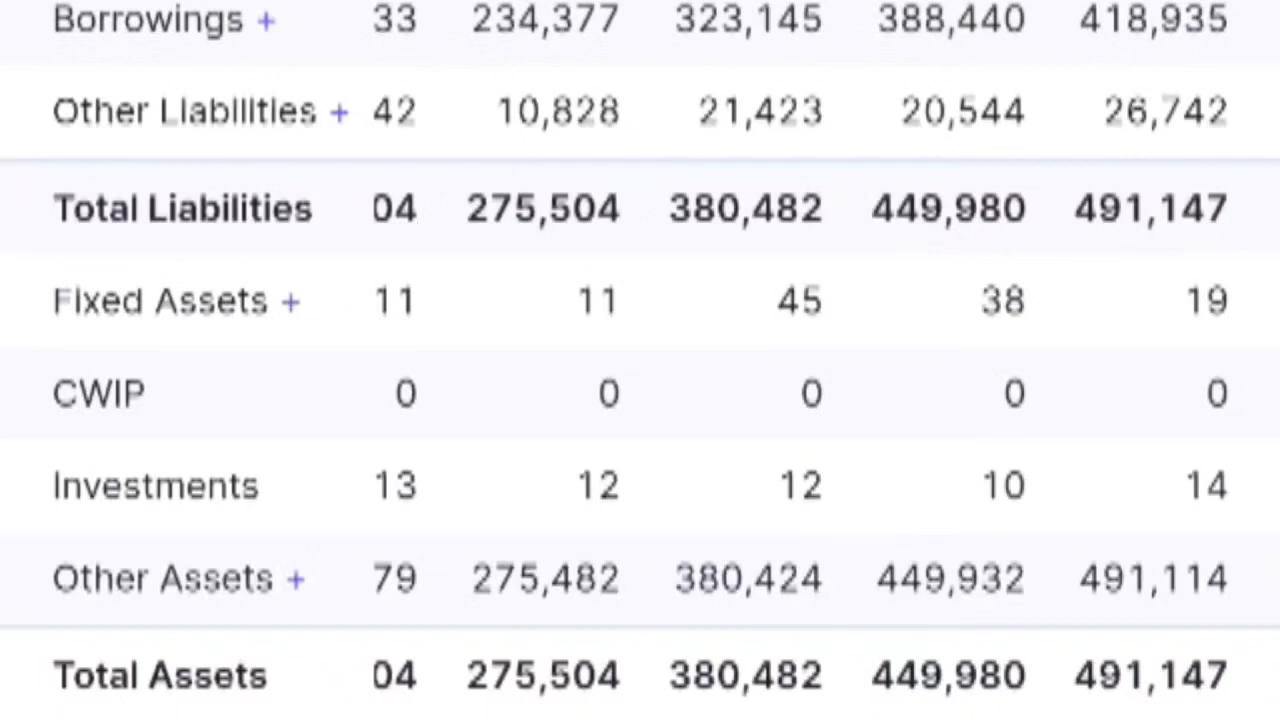 Borrowings + 33 234,377 323,145 388,440 418,935
Other Liabilities + 42 10,828 21,423 20,544 26,742
Total Liabilities 04 275,504 380,482 449,980 491,147
Fixed Assets + 11 11 45 38 19
CWIP 0 0 0 0 0
Investments 13 12 12 10 14
Other Assets + 79 275,482 380,424 449,932 491,114
Total Assets 04 275,504 380,482 449,980 491,147